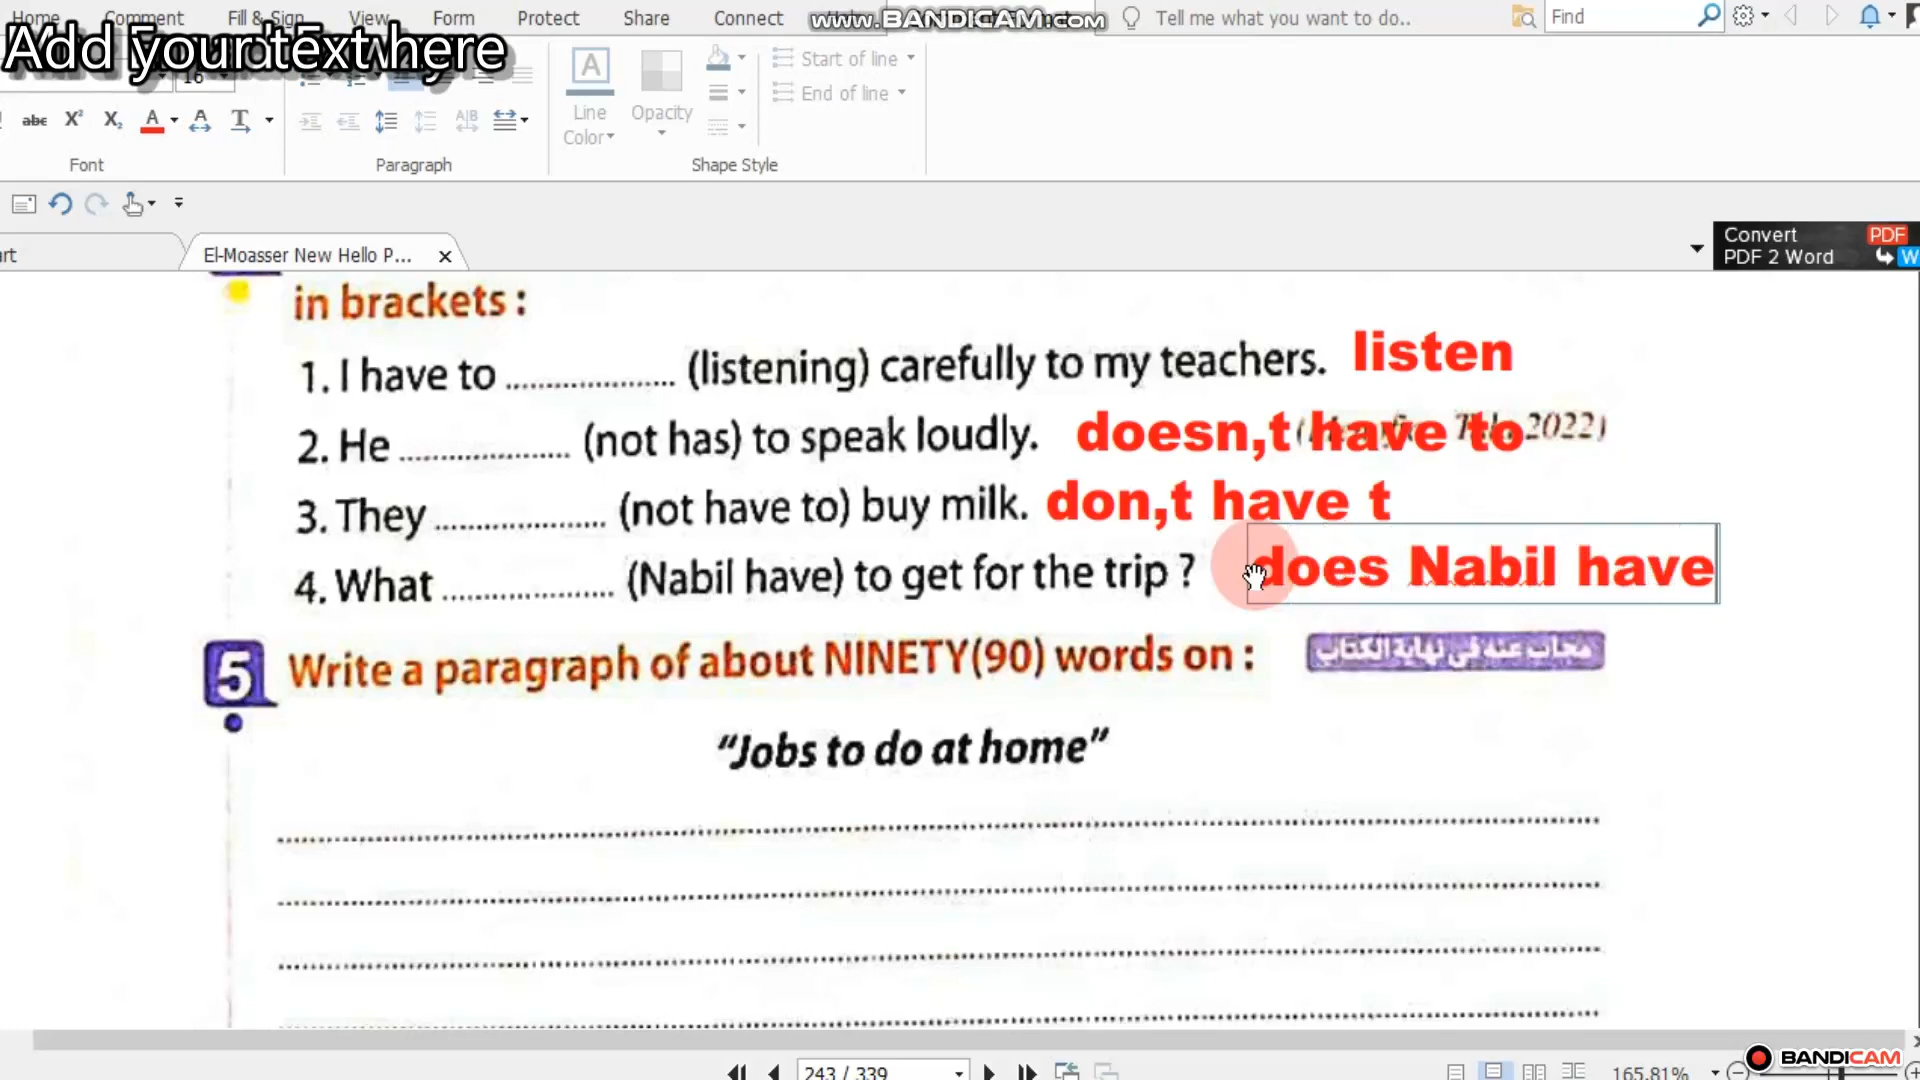 Home Comment Fill & Sign View Form Protect Share Connect www.BANDICAM.com Tell me what you want to do.. Find
Add your text here
16
abc X² X₂ A A T A|B Line Color Opacity Start of line
End of line
Font Paragraph Shape Style
rt El-Moasser New Hello P... Convert PDF
PDF 2 Word W
in brackets :
1. I have to .................... (listening) carefully to my teachers. listen
2. He .................... (not has) to speak loudly. doesn,t have to 2022)
3. They .................... (not have to) buy milk. don,t have t
4. What .................... (Nabil have) to get for the trip ? does Nabil have
5 Write a paragraph of about NINETY(90) words on : مجاب عنه في نهاية الكتاب
“Jobs to do at home”
243 / 339 165.81%
BANDICAM